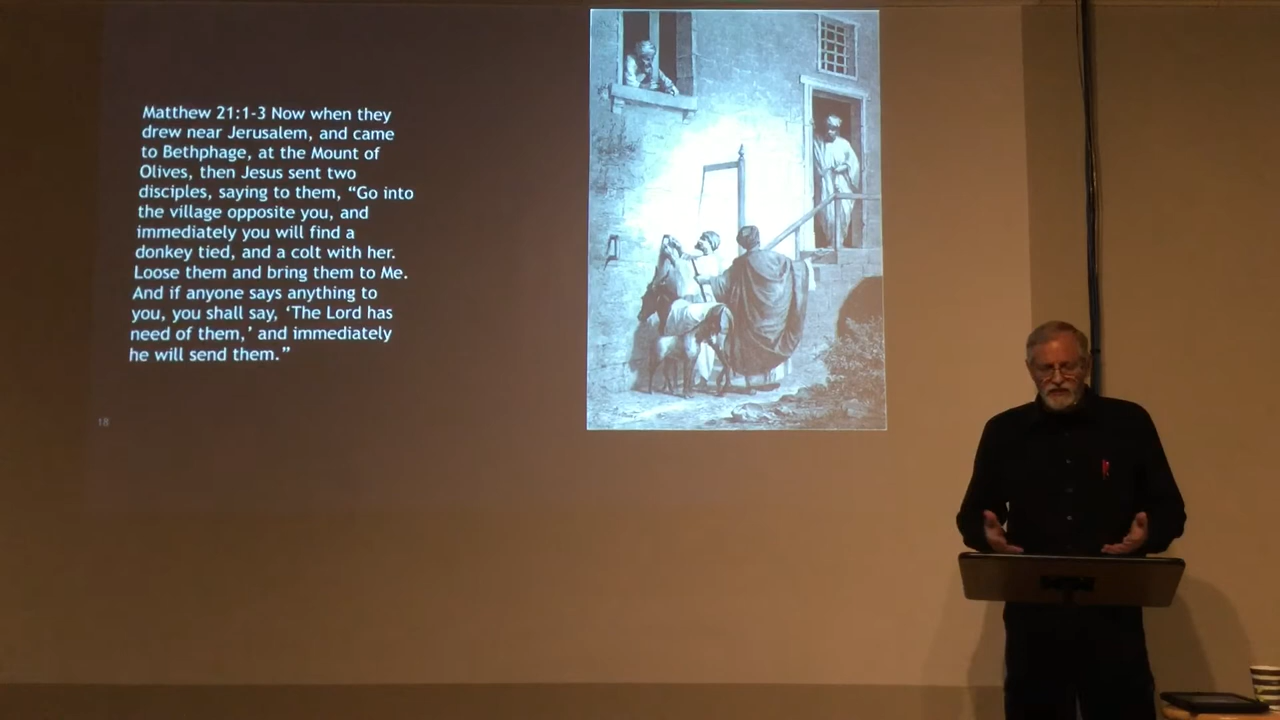 Matthew 21:1-3 Now when they
drew near Jerusalem, and came
to Bethphage, at the Mount of
Olives, then Jesus sent two
disciples, saying to them, “Go into
the village opposite you, and
immediately you will find a
donkey tied, and a colt with her.
Loose them and bring them to Me.
And if anyone says anything to
you, you shall say, ‘The Lord has
need of them,’ and immediately
he will send them.”
18